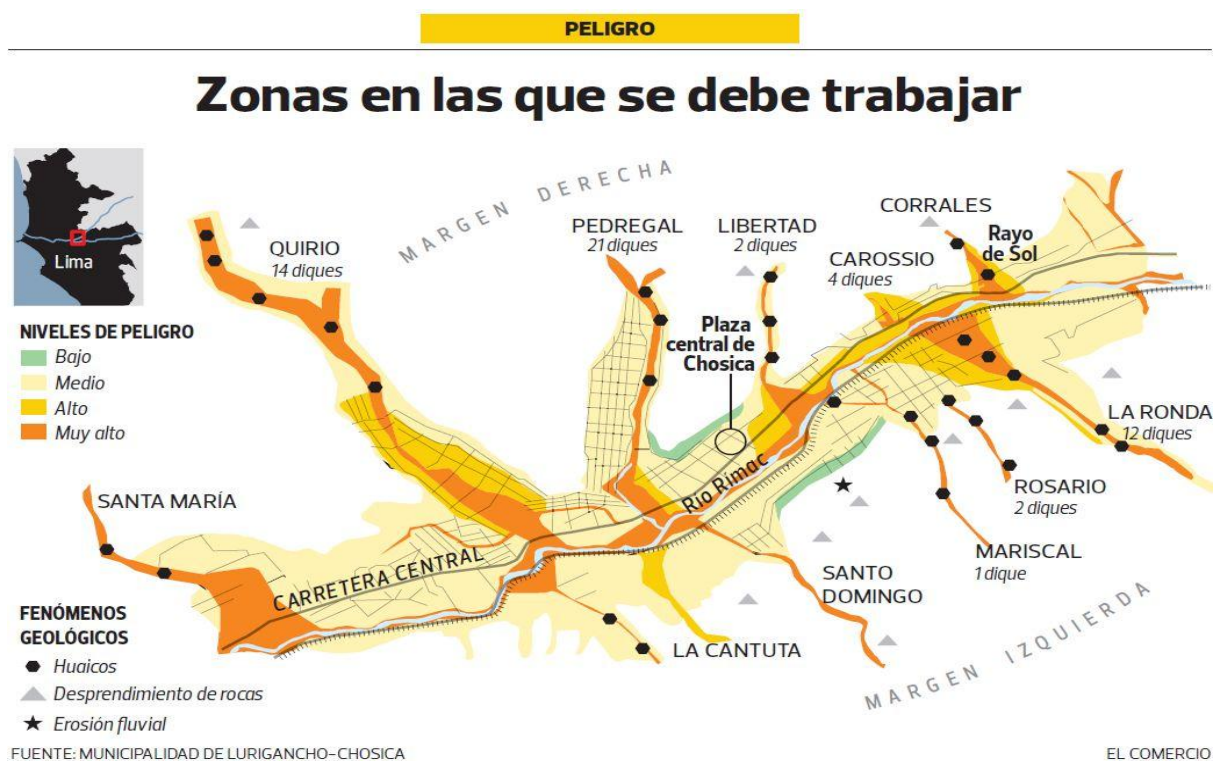 PELIGRO
Zonas en las que se debe trabajar
Lima
NIVELES DE PELIGRO
Bajo
Medio
Alto
Muy alto
FENÓMENOS
GEOLÓGICOS
Huaicos
Desprendimiento de rocas
Erosión fluvial
MARGEN DERECHA
QUIRIO
14 diques
PEDREGAL
21 diques
LIBERTAD
2 diques
CORRALES
Rayo
de Sol
CAROSSIO
4 diques
Plaza
central de
Chosica
LA RONDA
12 diques
ROSARIO
2 diques
MARISCAL
1 dique
SANTO
DOMINGO
LA CANTUTA
SANTA MARÍA
CARRETERA CENTRAL
Río Rímac
MARGEN IZQUIERDA
FUENTE: MUNICIPALIDAD DE LURIGANCHO-CHOSICA
EL COMERCIO